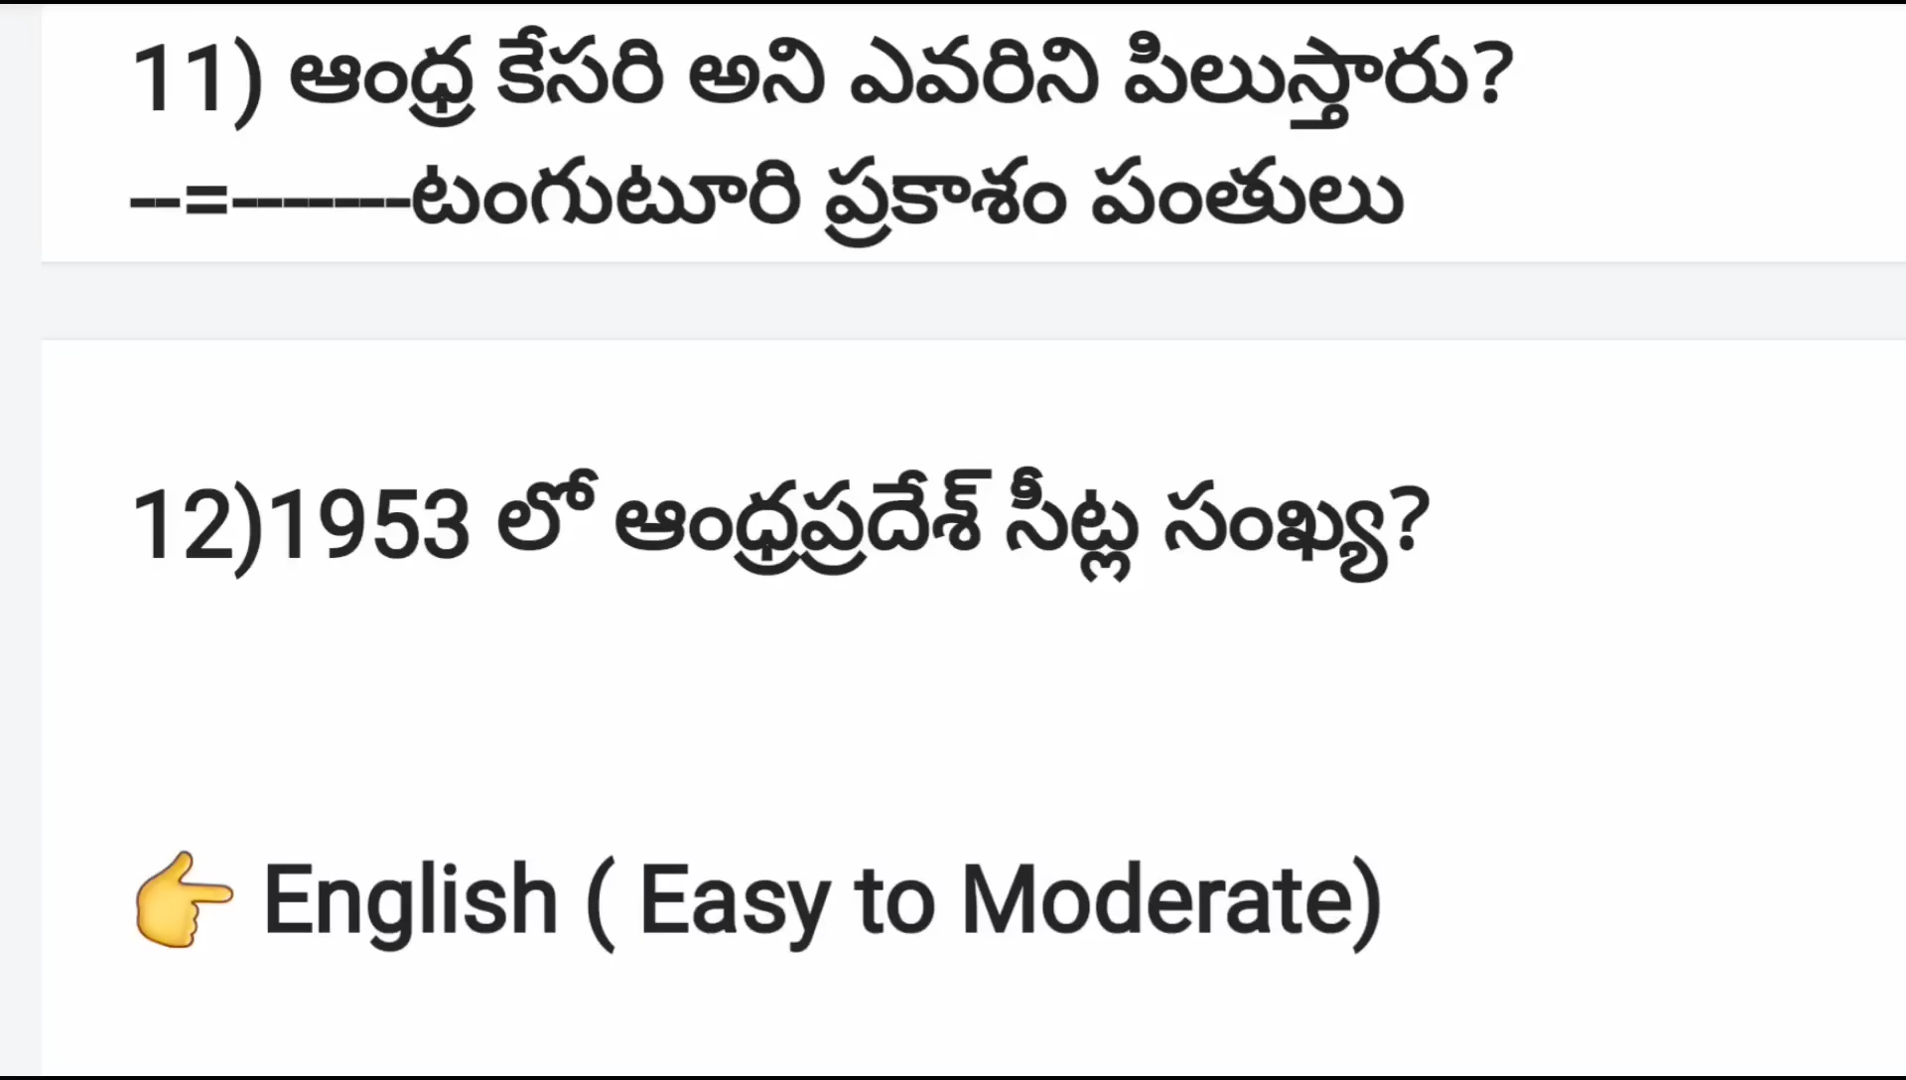 11) ఆంధ్ర కేసరి అని ఎవరిని పిలుస్తారు?
--=-------టంగుటూరి ప్రకాశం పంతులు
12)1953 లో ఆంధ్రప్రదేశ్ సీట్ల సంఖ్య?
👉 English ( Easy to Moderate)